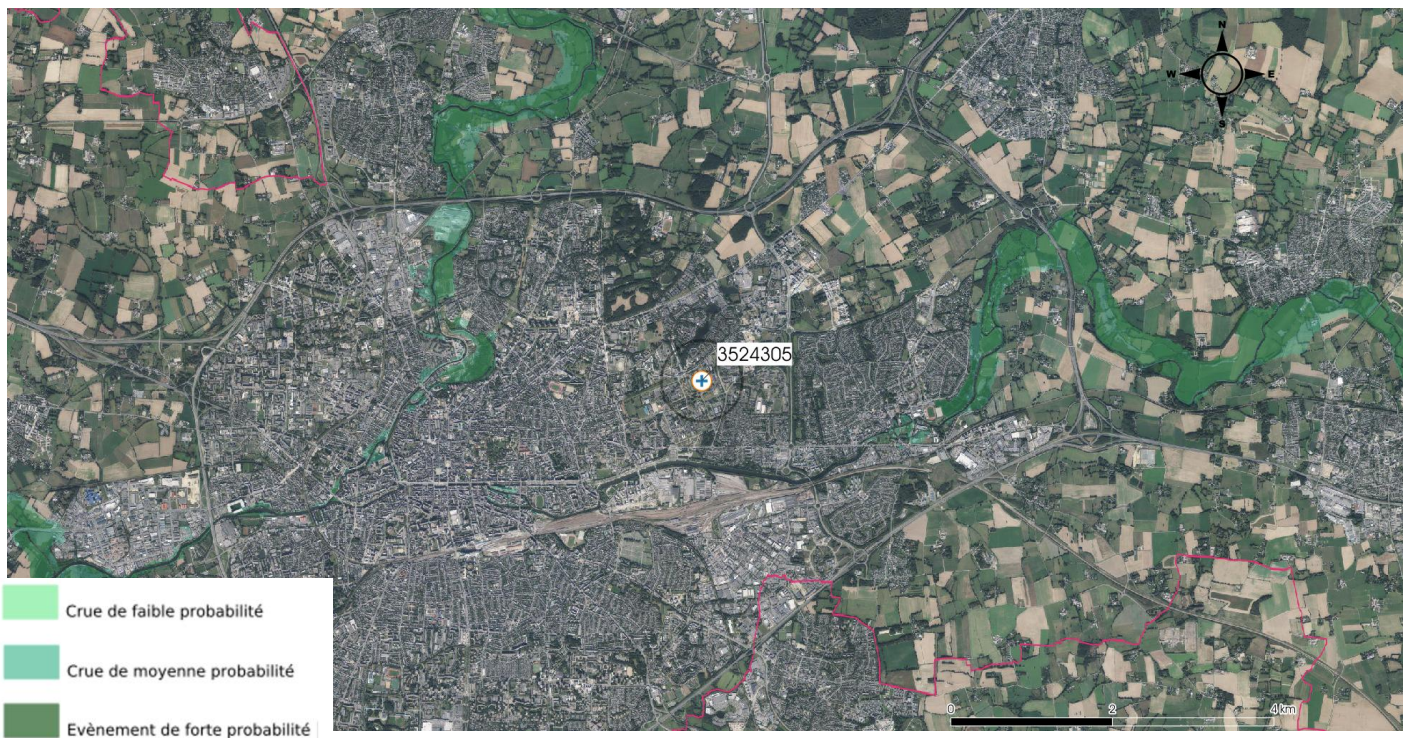 N
W E
S
3524305
Crue de faible probabilité
Crue de moyenne probabilité
Evènement de forte probabilité
0 2 4 km